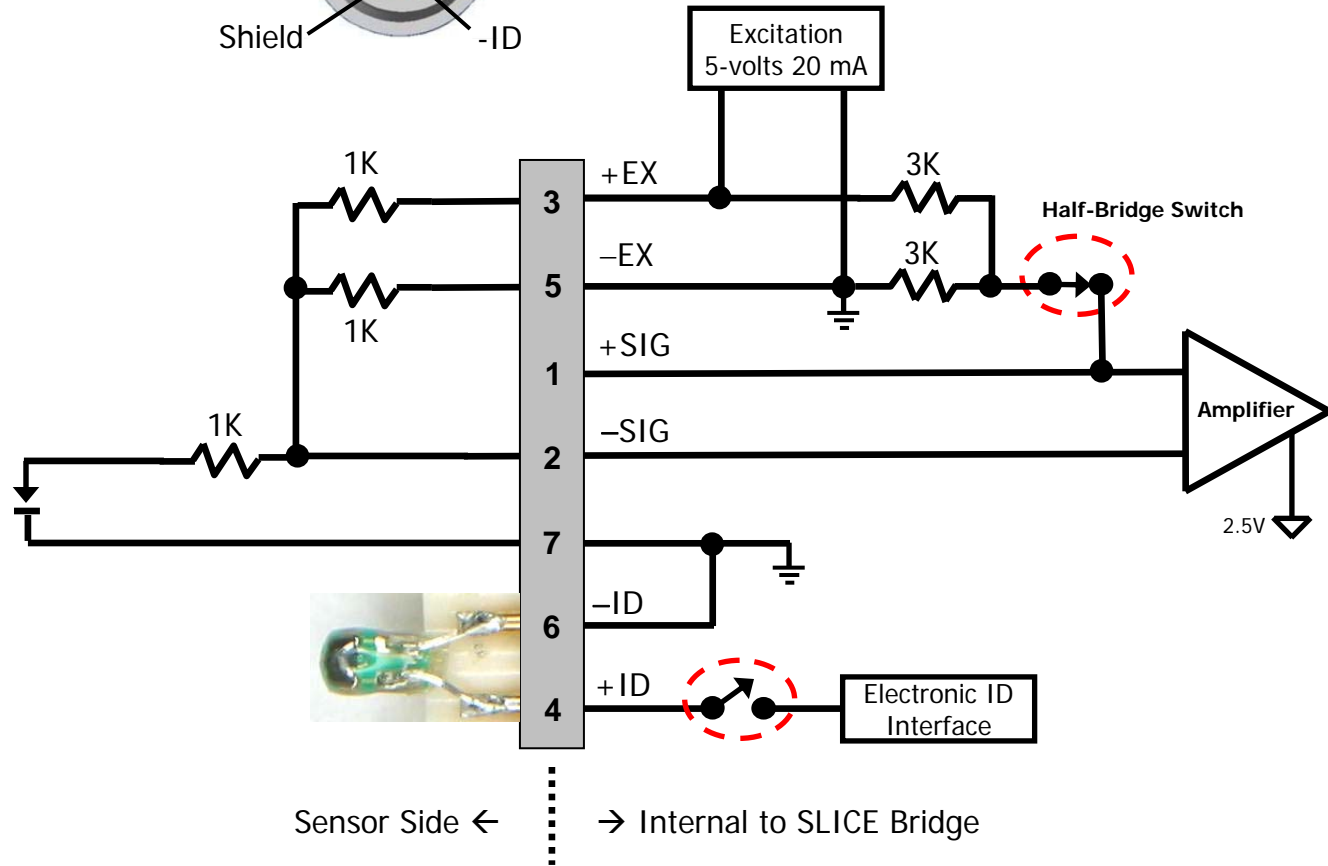 Shield
-ID
Excitation
5-volts 20 mA
1K
3
+EX
3K
Half-Bridge Switch
1K
5
−EX
3K
1
+SIG
Amplifier
1K
2
−SIG
2.5V
7
6
−ID
4
+ID
Electronic ID
Interface
Sensor Side ← → Internal to SLICE Bridge